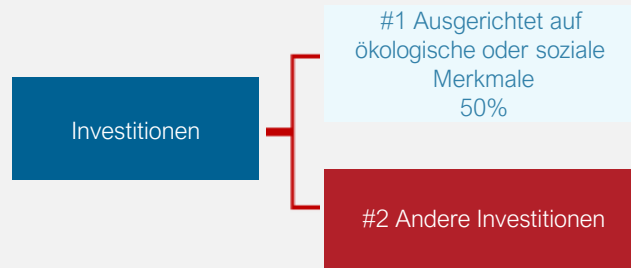 #1 Ausgerichtet auf
ökologische oder soziale
Merkmale
50%
Investitionen
#2 Andere Investitionen